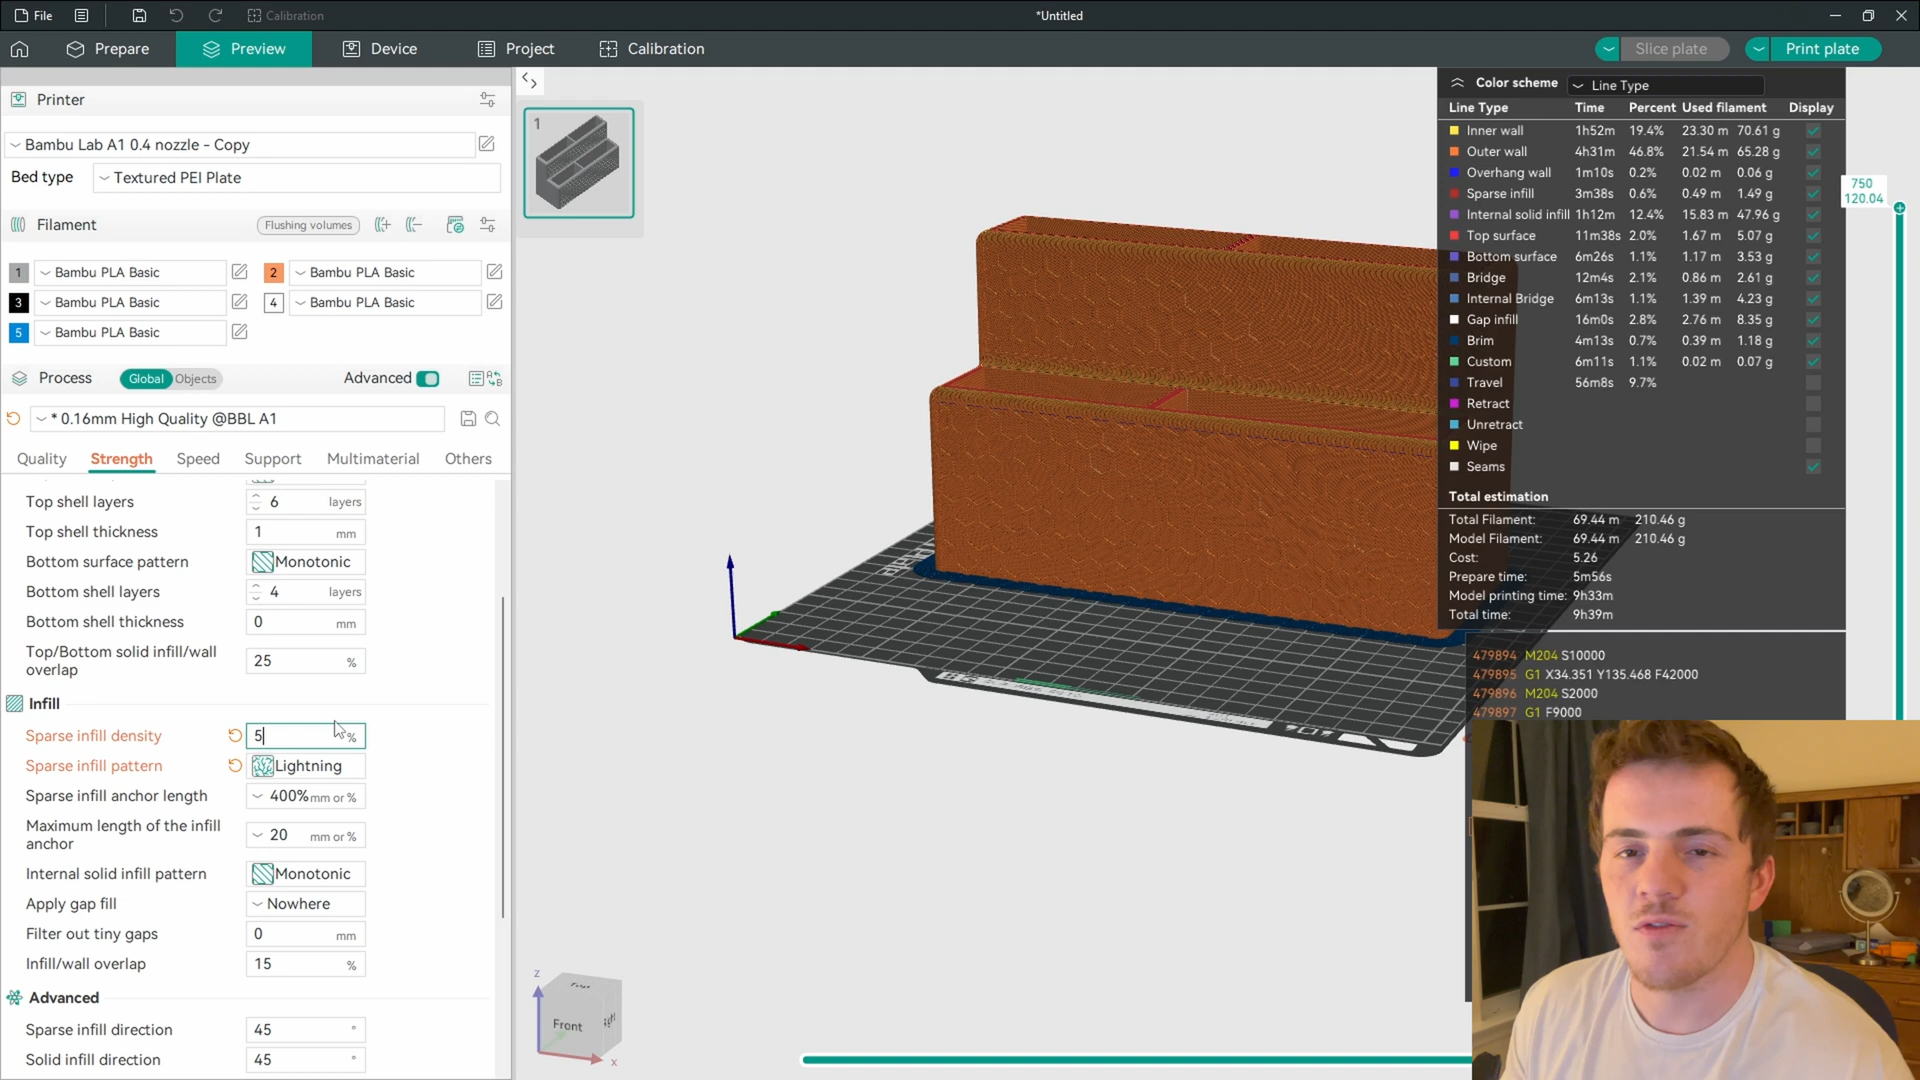 File
Calibration
*Untitled
Prepare
Preview
Device
Project
Calibration
Slice plate
Print plate
Printer
Bambu Lab A1 0.4 nozzle - Copy
Bed type
Textured PEI Plate
Filament
Flushing volumes
1 Bambu PLA Basic
2 Bambu PLA Basic
3 Bambu PLA Basic
4 Bambu PLA Basic
5 Bambu PLA Basic
Process
Global Objects
Advanced
* 0.16mm High Quality @BBL A1
Quality
Strength
Speed
Support
Multimaterial
Others
Top shell layers 6 layers
Top shell thickness 1 mm
Bottom surface pattern Monotonic
Bottom shell layers 4 layers
Bottom shell thickness 0 mm
Top/Bottom solid infill/wall
overlap 25 %
Infill
Sparse infill density 5 %
Sparse infill pattern Lightning
Sparse infill anchor length 400% mm or %
Maximum length of the infill
anchor 20 mm or %
Internal solid infill pattern Monotonic
Apply gap fill Nowhere
Filter out tiny gaps 0 mm
Infill/wall overlap 15 %
Advanced
Sparse infill direction 45 °
Solid infill direction 45 °
1
Color scheme Line Type
Line Type Time Percent Used filament Display
Inner wall 1h52m 19.4% 23.30 m 70.61 g
Outer wall 4h31m 46.8% 21.54 m 65.28 g
Overhang wall 1m10s 0.2% 0.02 m 0.06 g
Sparse infill 3m38s 0.6% 0.49 m 1.49 g
Internal solid infill 1h12m 12.4% 15.83 m 47.96 g
Top surface 11m38s 2.0% 1.67 m 5.07 g
Bottom surface 6m26s 1.1% 1.17 m 3.53 g
Bridge 12m4s 2.1% 0.86 m 2.61 g
Internal Bridge 6m13s 1.1% 1.39 m 4.23 g
Gap infill 16m0s 2.8% 2.76 m 8.35 g
Brim 4m13s 0.7% 0.39 m 1.18 g
Custom 6m11s 1.1% 0.02 m 0.07 g
Travel 56m8s 9.7%
Retract
Unretract
Wipe
Seams
Total estimation
Total Filament: 69.44 m 210.46 g
Model Filament: 69.44 m 210.46 g
Cost: 5.26
Prepare time: 5m56s
Model printing time: 9h33m
Total time: 9h39m
750
120.04
479894 M204 S10000
479895 G1 X34.351 Y135.468 F42000
479896 M204 S2000
479897 G1 F9000
z
Top
Front
x